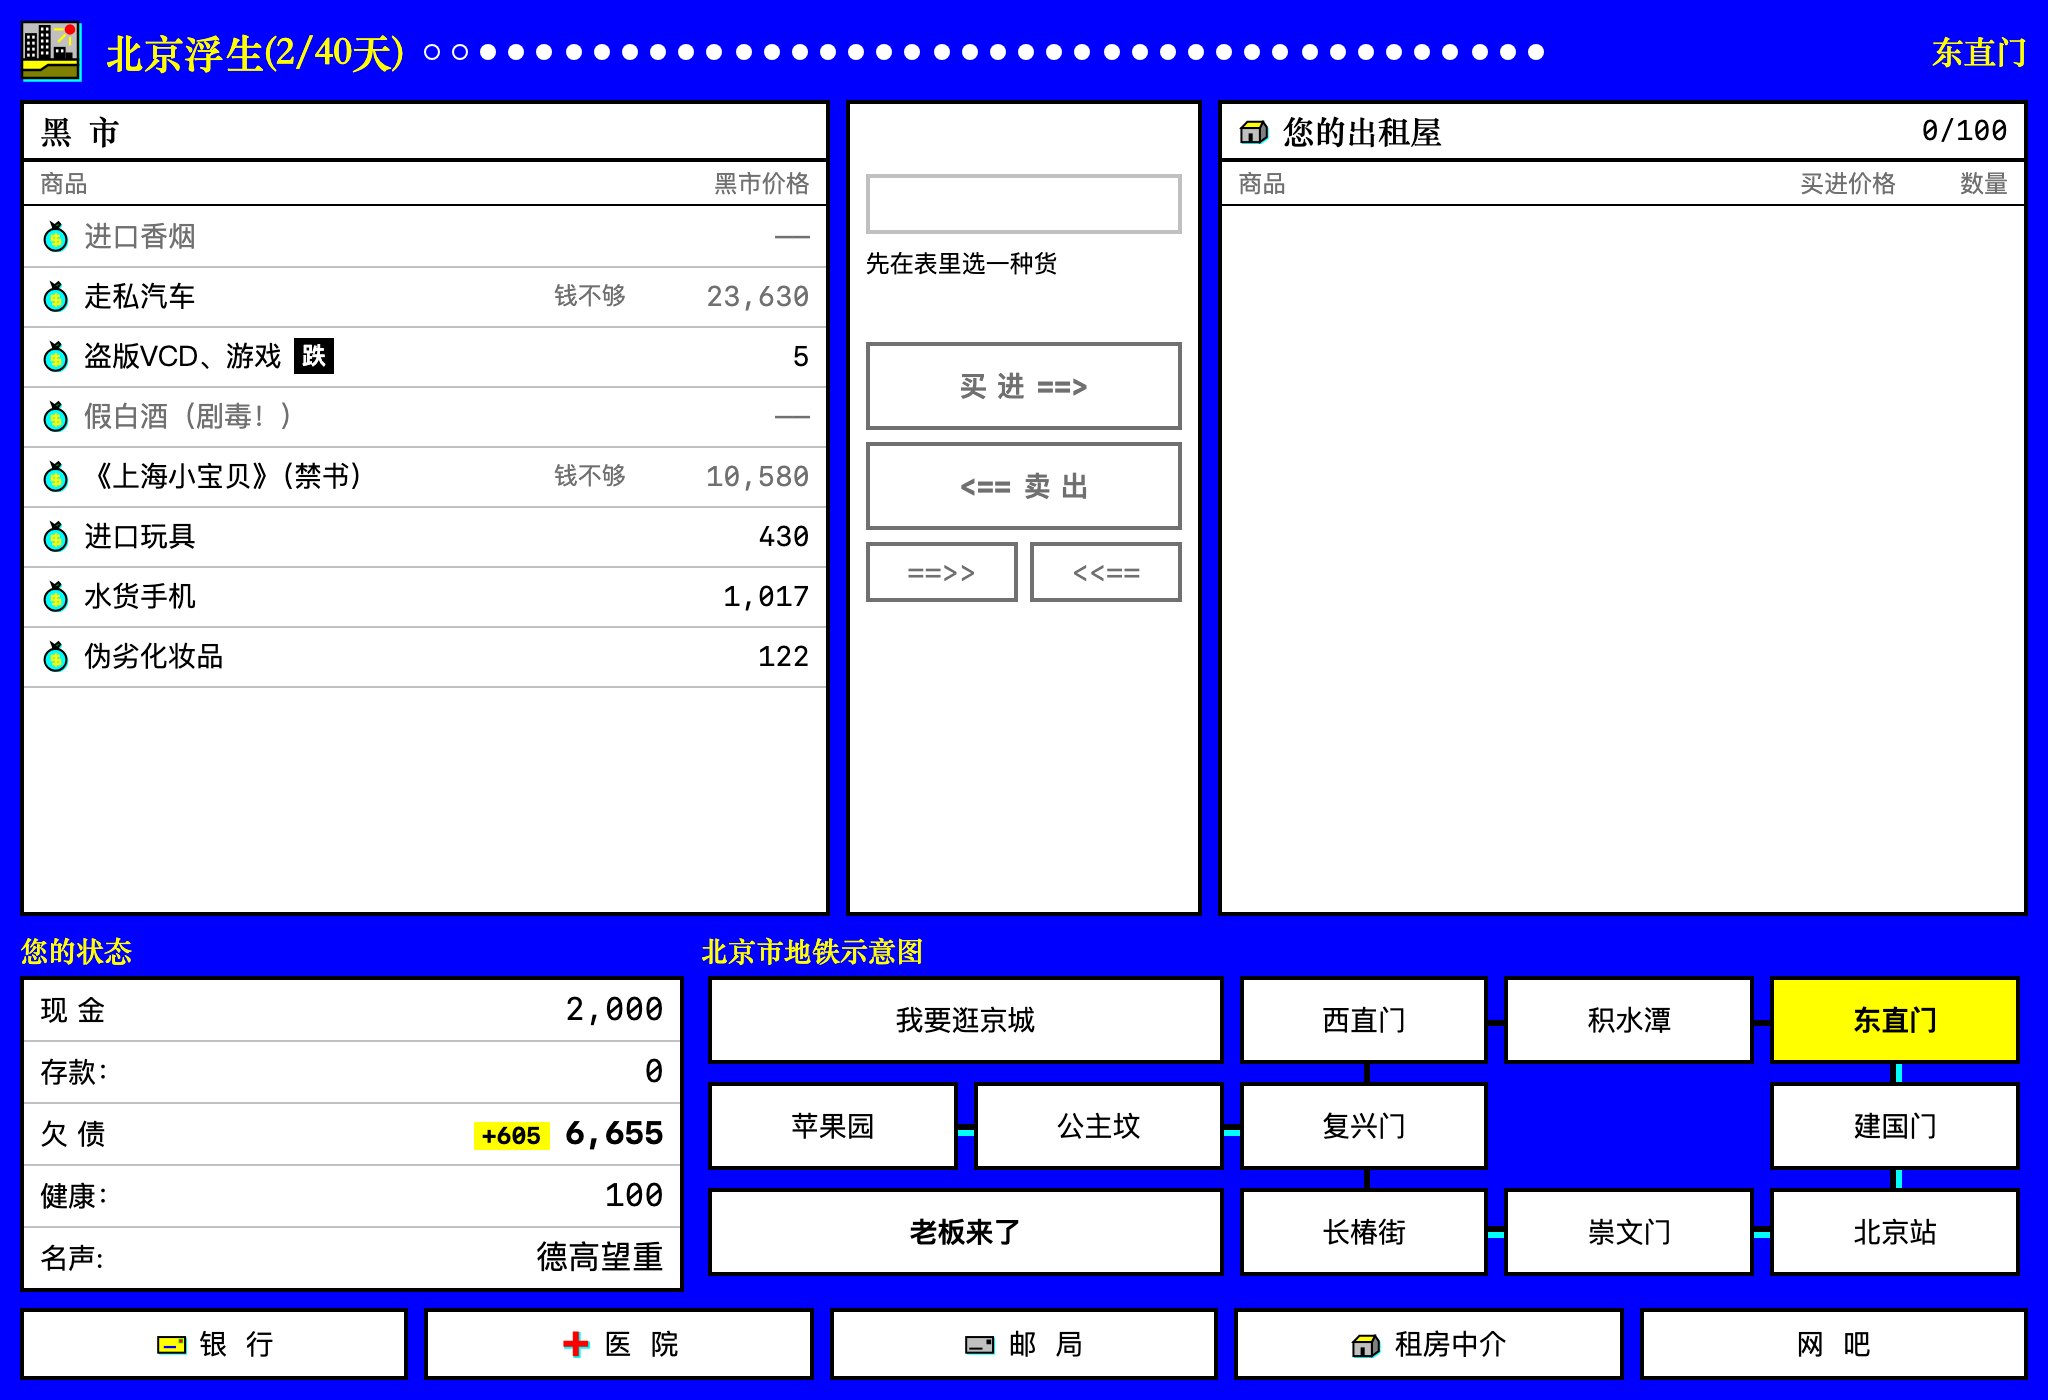 北京浮生(2/40天)
东直门
黑 市
商品 黑市价格
进口香烟 —
走私汽车 钱不够 23,630
盗版VCD、游戏 跌 5
假白酒（剧毒！） —
《上海小宝贝》（禁书） 钱不够 10,580
进口玩具 430
水货手机 1,017
伪劣化妆品 122
先在表里选一种货
买 进 ==>
<== 卖 出
==>> <<==
您的出租屋 0/100
商品 买进价格 数量
您的状态
现 金 2,000
存款： 0
欠 债 +605 6,655
健康： 100
名声: 德高望重
北京市地铁示意图
我要逛京城 西直门 积水潭 东直门
苹果园 公主坟 复兴门 建国门
老板来了 长椿街 崇文门 北京站
银 行 医 院 邮 局 租房中介 网 吧